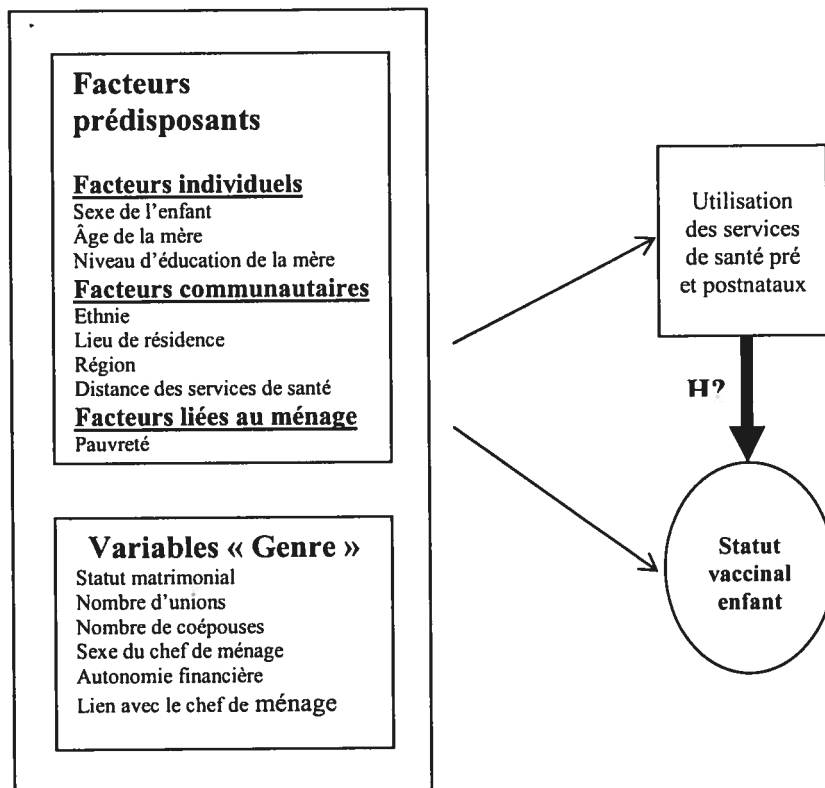 Facteurs
prédisposants
Facteurs individuels
Sexe de l'enfant
Âge de la mère
Niveau d'éducation de la mère
Facteurs communautaires
Ethnie
Lieu de résidence
Région
Distance des services de santé
Facteurs liées au ménage
Pauvreté
Variables « Genre »
Statut matrimonial
Nombre d'unions
Nombre de coépouses
Sexe du chef de ménage
Autonomie financière
Lien avec le chef de ménage
Utilisation
des services
de santé pré
et postnataux
H?
Statut
vaccinal
enfant